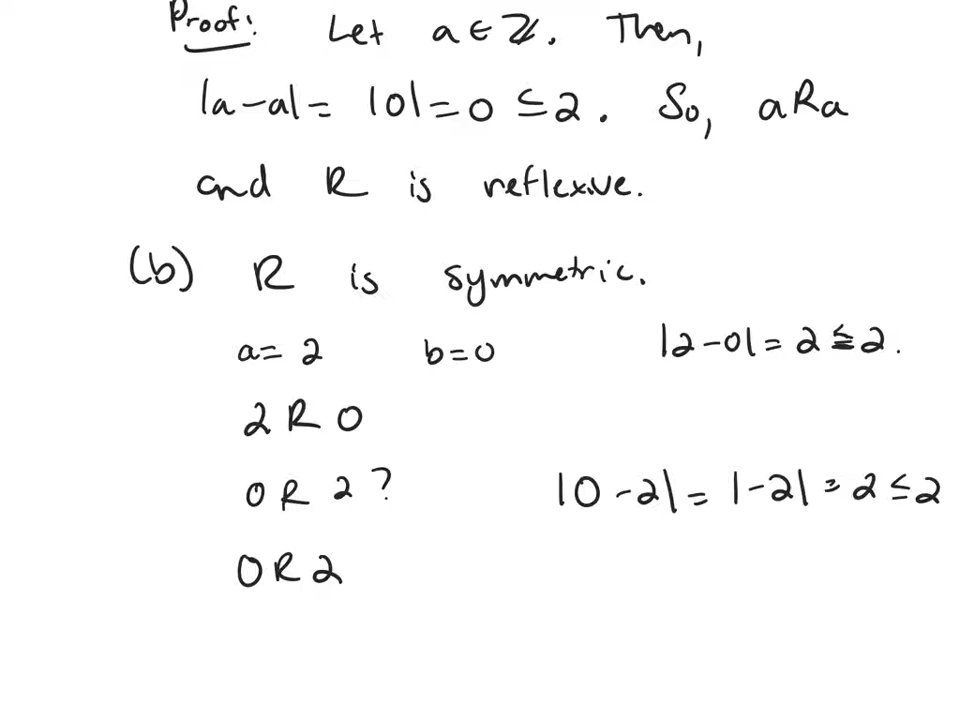 Proof: Let a ∈ ℤ. Then,
|a - a| = |0| = 0 ≤ 2. So, aRa
and R is reflexive.
(b) R is symmetric.
a = 2 b = 0 |2 - 0| = 2 ≤ 2.
2 R 0
0 R 2 ? |0 - 2| = |-2| = 2 ≤ 2
0 R 2